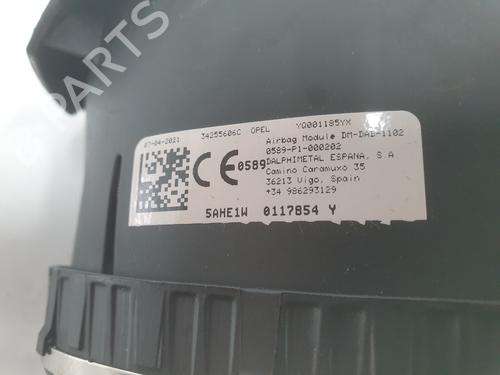 07-04-2021 34255606C OPEL YQ001185YX
Airbag Module DM-DAB-1102
0589-P1-000202
CE 0589 DALPHIMETAL ESPANA, S.A.
Camino Caramuxo 35
36213 Vigo, Spain
+34 986293129
5AHE1W 0117854 Y
B-PARTS